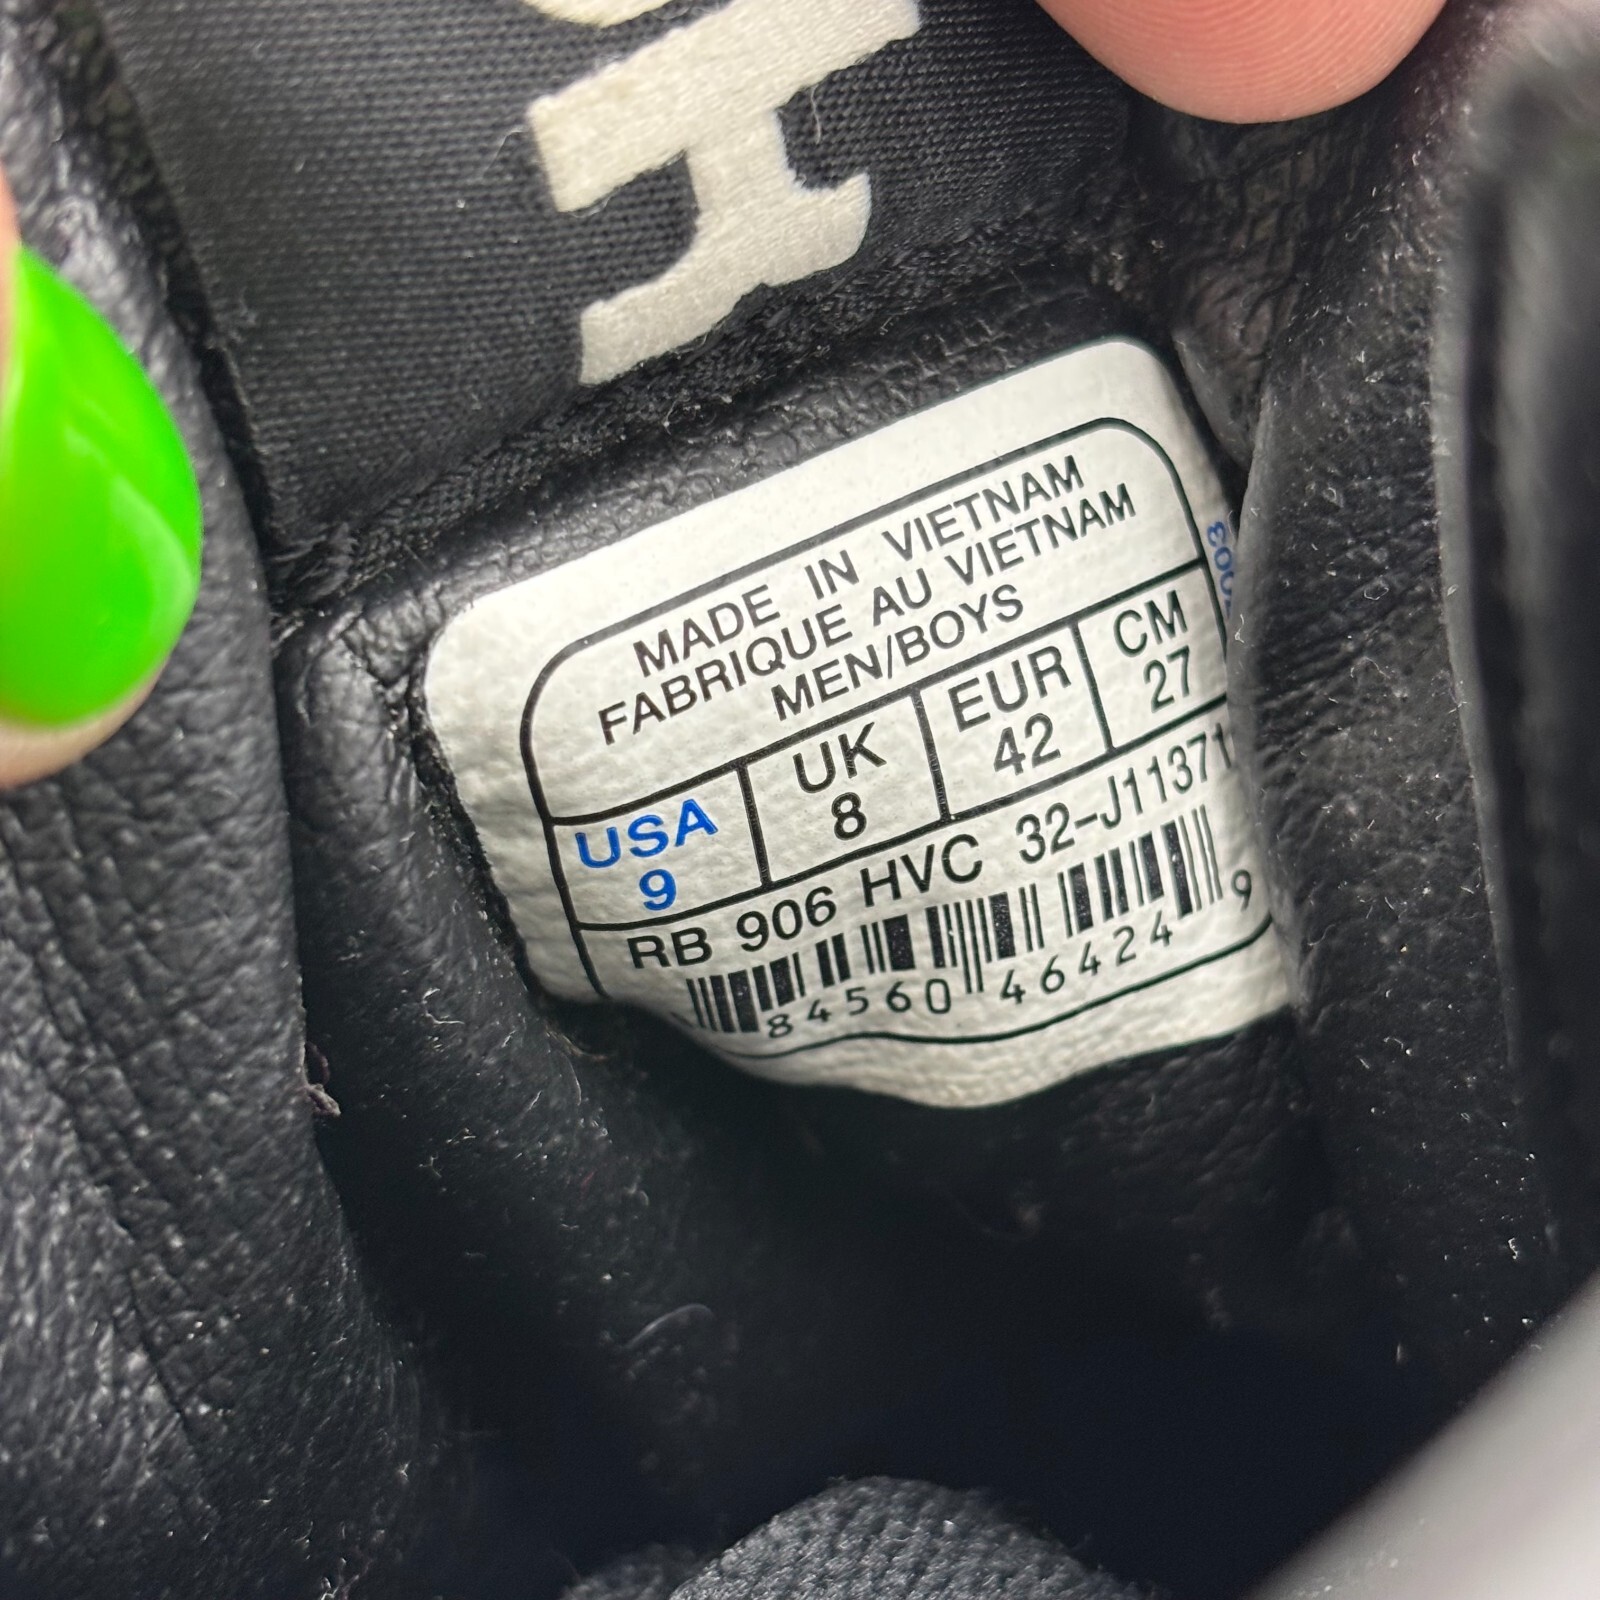 MADE IN VIETNAM
FABRIQUE AU VIETNAM
MEN/BOYS
USA UK EUR CM
9 8 42 27
RB 906 HVC 32-J11371
84560 46424 9